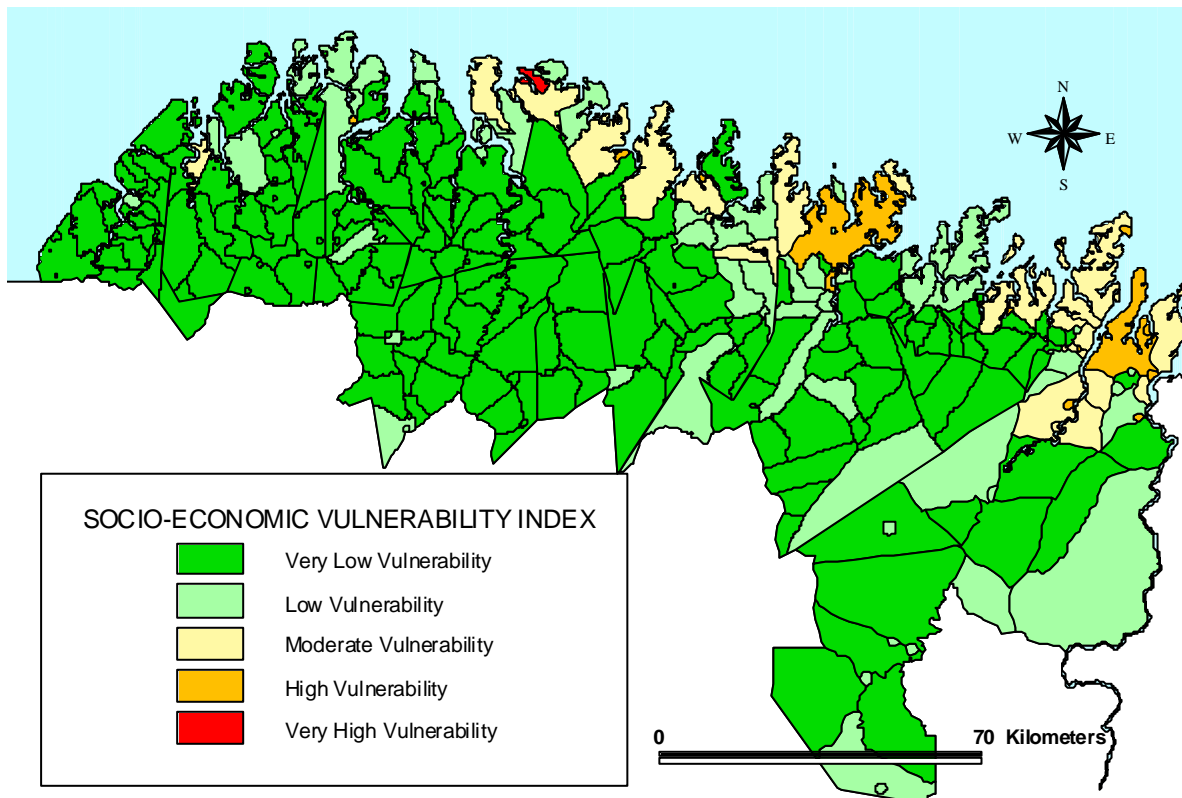 N
W E
S
SOCIO-ECONOMIC VULNERABILITY INDEX
Very Low Vulnerability
Low Vulnerability
Moderate Vulnerability
High Vulnerability
Very High Vulnerability
0 70 Kilometers